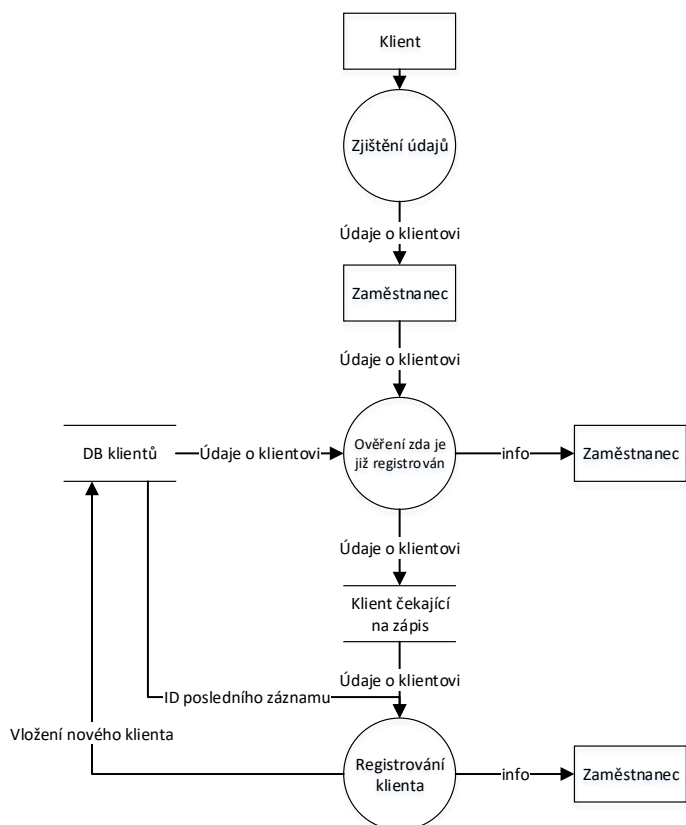 Klient
Zjištění údajů
Údaje o klientovi
Zaměstnanec
Údaje o klientovi
DB klientů
Údaje o klientovi
Ověření zda je
již registrován
info
Zaměstnanec
Údaje o klientovi
Klient čekající
na zápis
Údaje o klientovi
ID posledního záznamu
Vložení nového klienta
Registrování
klienta
info
Zaměstnanec